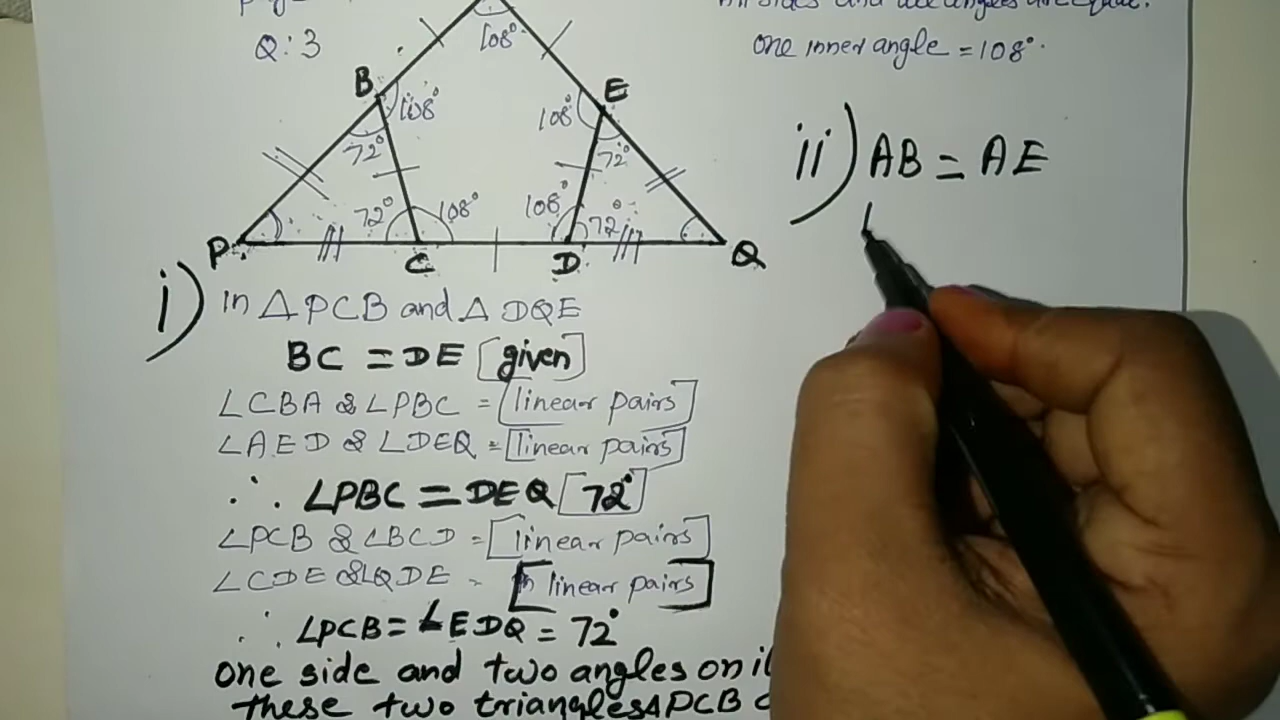 Q: 3
one inner angle = 108°.
108°
B
108°
72°
E
108°
72°
72°
108°
108°
72°
P
C
D
Q
i) in △PCB and △ DQE
BC = DE [given]
∠CBA & ∠PBC = [linear pairs]
∠AED & ∠DEQ = [linear pairs]
∴ ∠PBC = DEQ [72°]
∠PCB & ∠BCD = [linear pairs]
∠CDE &∠QDE = [linear pairs]
∴ ∠PCB = ∠EDQ = 72°
one side and two angles on
these two triangles△PCB
ii) AB = AE